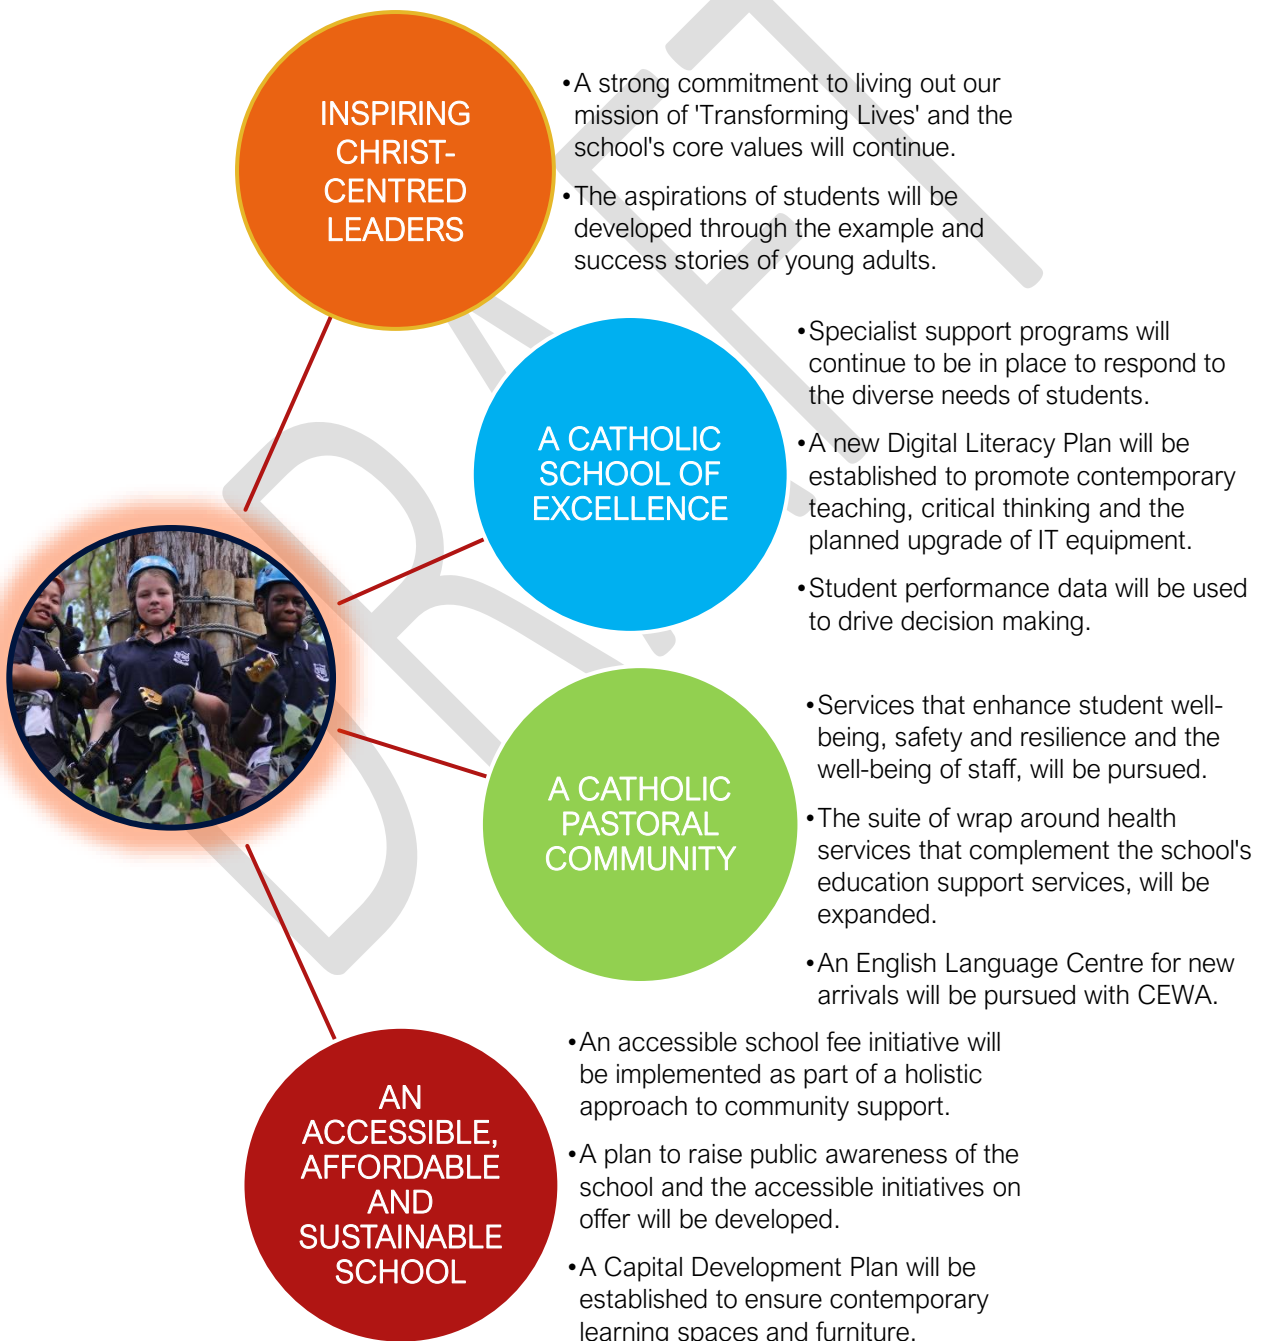 INSPIRING
CHRIST-
CENTRED
LEADERS
•A strong commitment to living out our
mission of 'Transforming Lives' and the
school's core values will continue.
•The aspirations of students will be
developed through the example and
success stories of young adults.
A CATHOLIC
SCHOOL OF
EXCELLENCE
•Specialist support programs will
continue to be in place to respond to
the diverse needs of students.
•A new Digital Literacy Plan will be
established to promote contemporary
teaching, critical thinking and the
planned upgrade of IT equipment.
•Student performance data will be used
to drive decision making.
A CATHOLIC
PASTORAL
COMMUNITY
•Services that enhance student well-
being, safety and resilience and the
well-being of staff, will be pursued.
•The suite of wrap around health
services that complement the school's
education support services, will be
expanded.
•An English Language Centre for new
arrivals will be pursued with CEWA.
AN
ACCESSIBLE,
AFFORDABLE
AND
SUSTAINABLE
SCHOOL
•An accessible school fee initiative will
be implemented as part of a holistic
approach to community support.
•A plan to raise public awareness of the
school and the accessible initiatives on
offer will be developed.
•A Capital Development Plan will be
established to ensure contemporary
learning spaces and furniture.
DRAFT